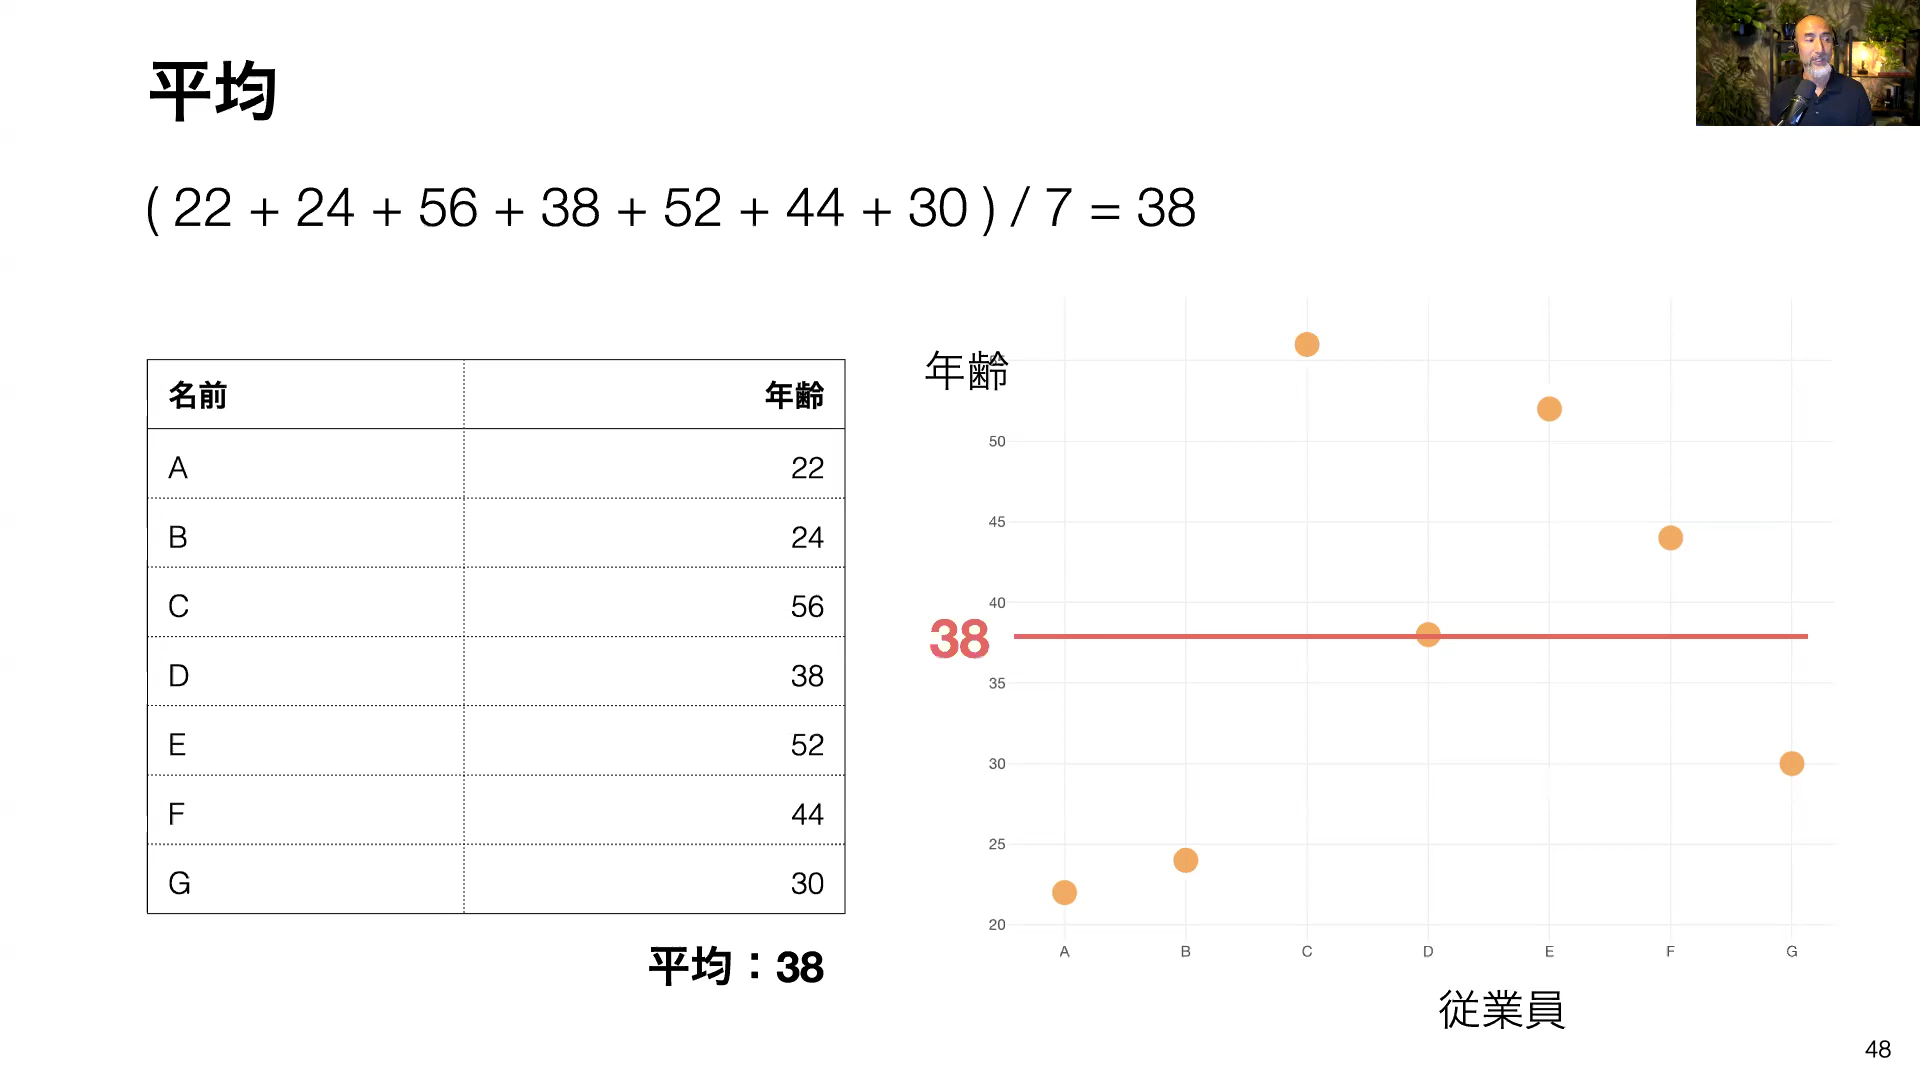 平均
( 22 + 24 + 56 + 38 + 52 + 44 + 30 ) / 7 = 38
名前 年齢
A 22
B 24
C 56
D 38
E 52
F 44
G 30
平均：38
年齢
50
45
40
38
35
30
25
20
A B C D E F G
従業員
48